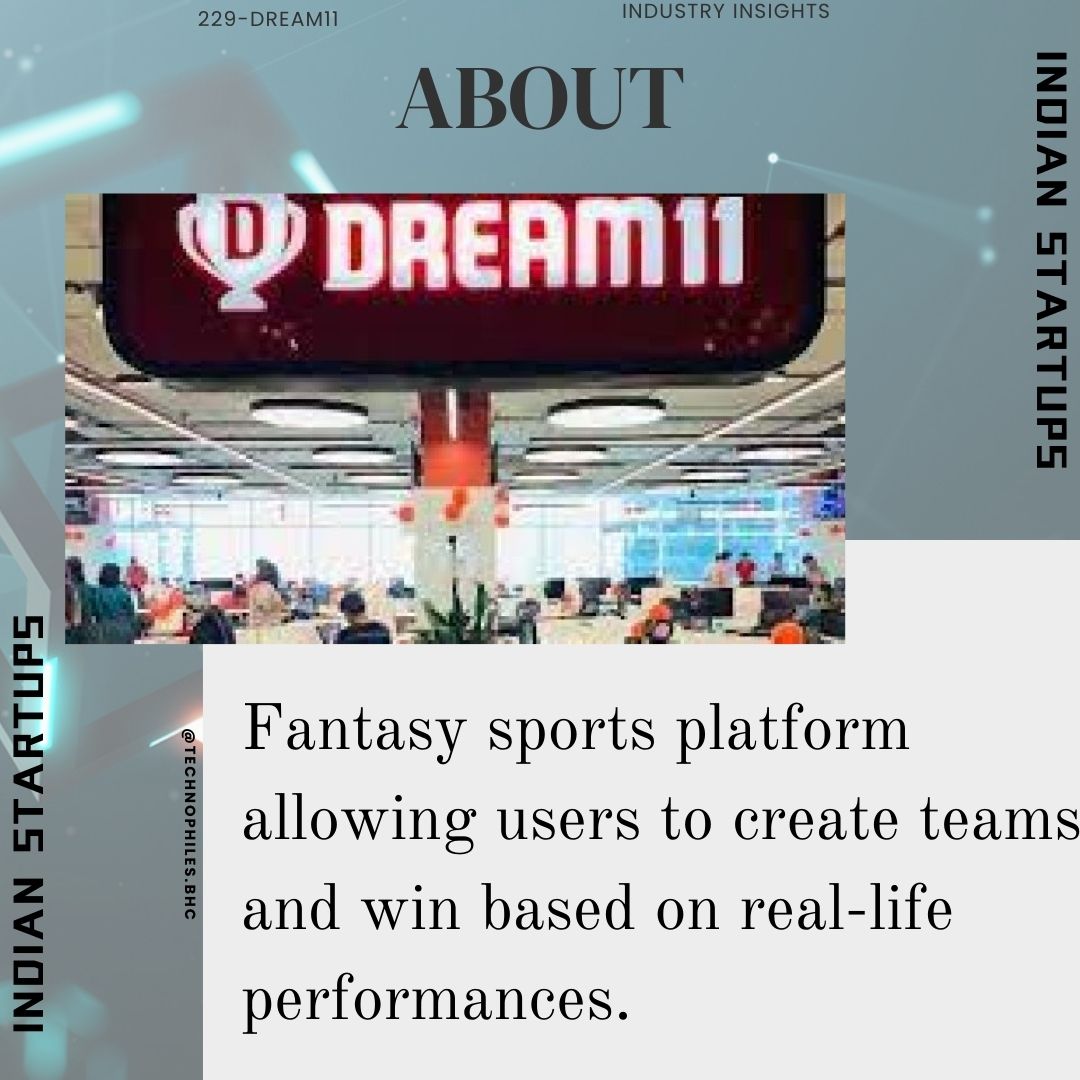 229-DREAM11
INDUSTRY INSIGHTS
ABOUT
INDIAN STARTUPS
D DREAM11
INDIAN STARTUPS
@TECHNOPHILES.BHC
Fantasy sports platform
allowing users to create teams
and win based on real-life
performances.